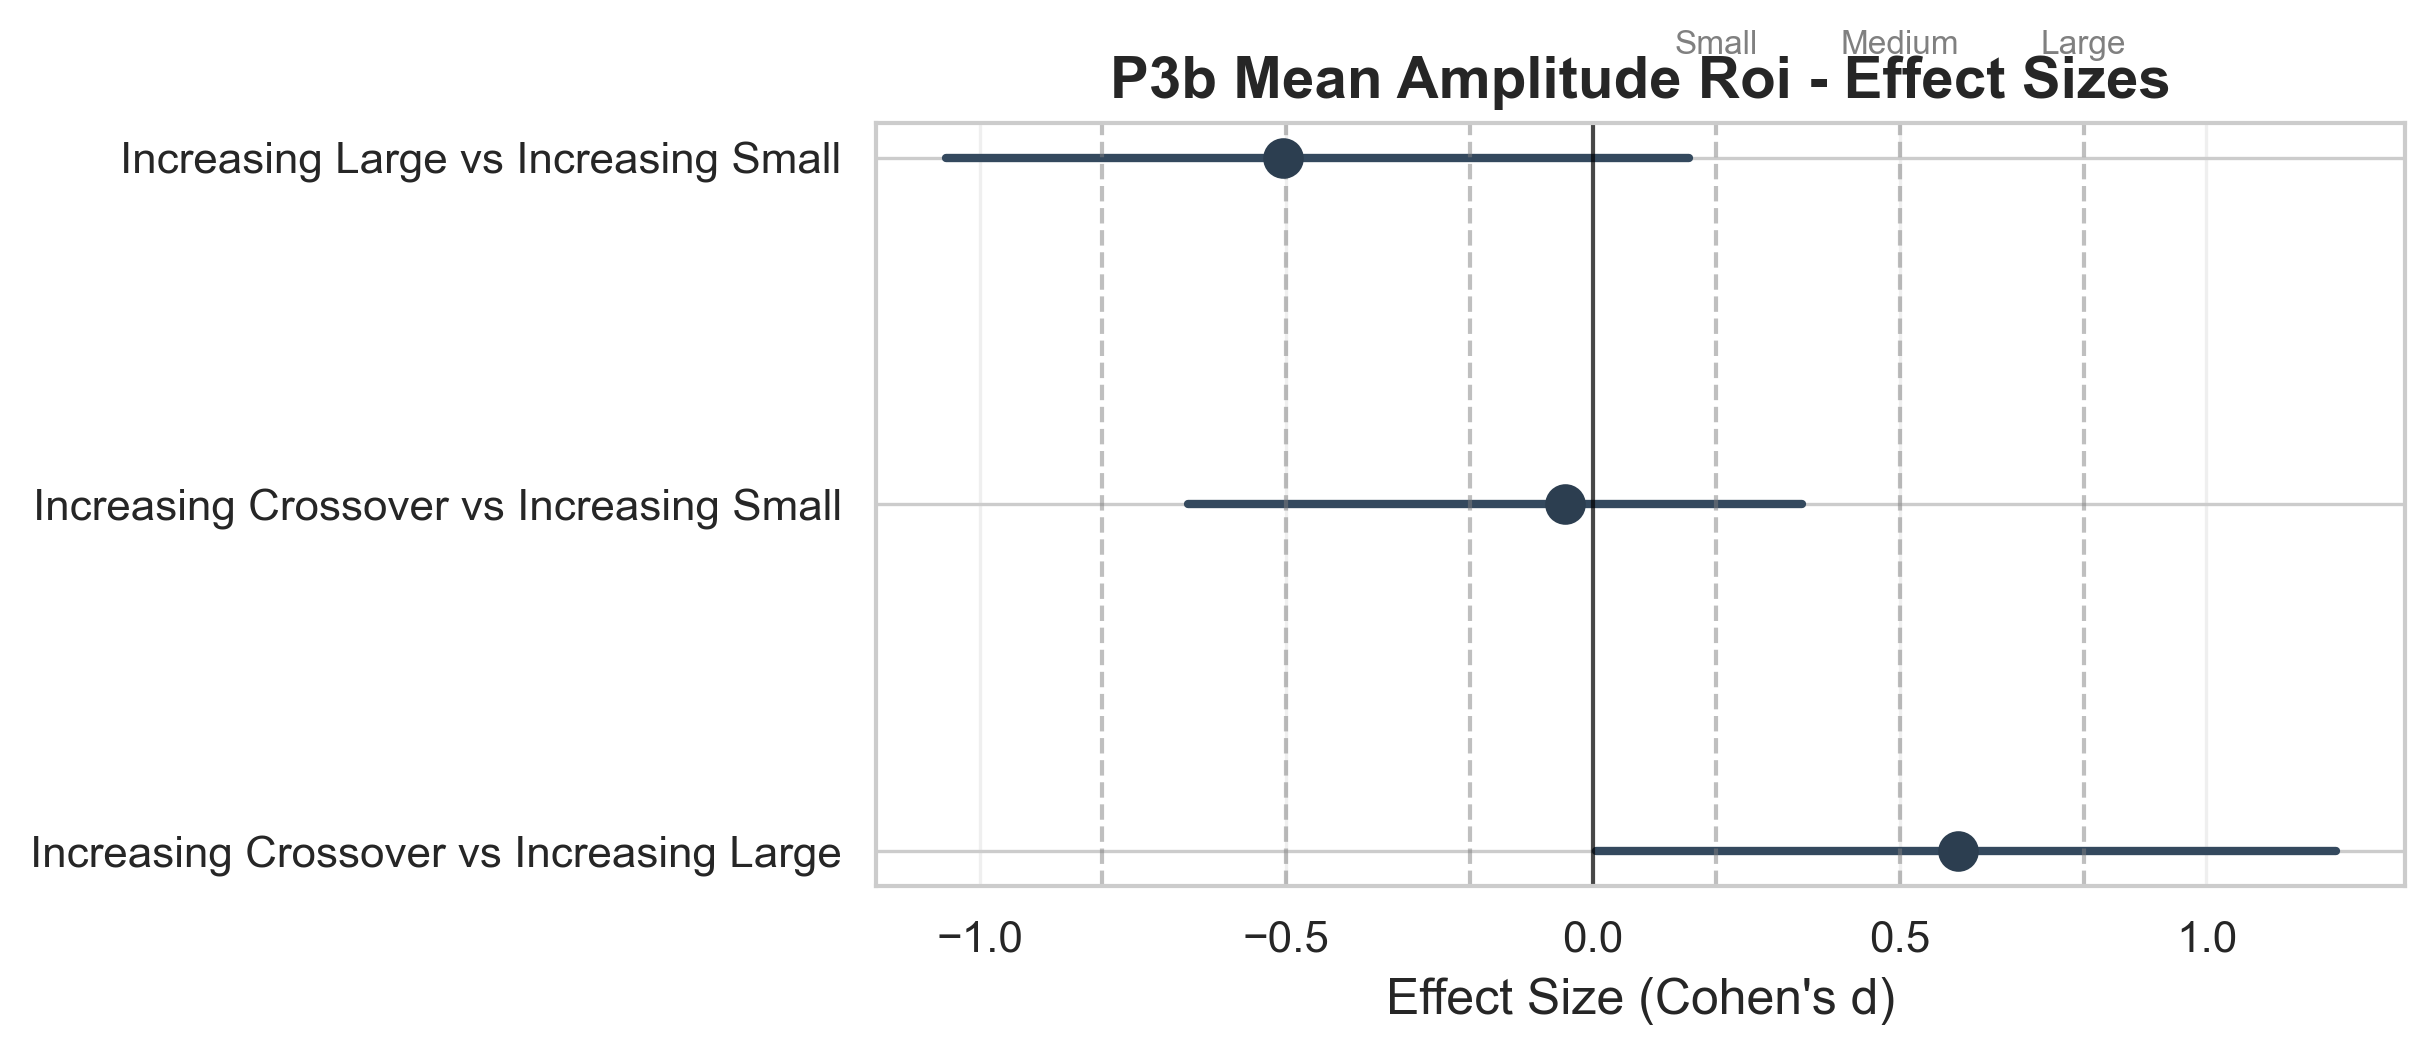 Small Medium Large
P3b Mean Amplitude Roi - Effect Sizes
Increasing Large vs Increasing Small
Increasing Crossover vs Increasing Small
Increasing Crossover vs Increasing Large
−1.0 −0.5 0.0 0.5 1.0
Effect Size (Cohen's d)